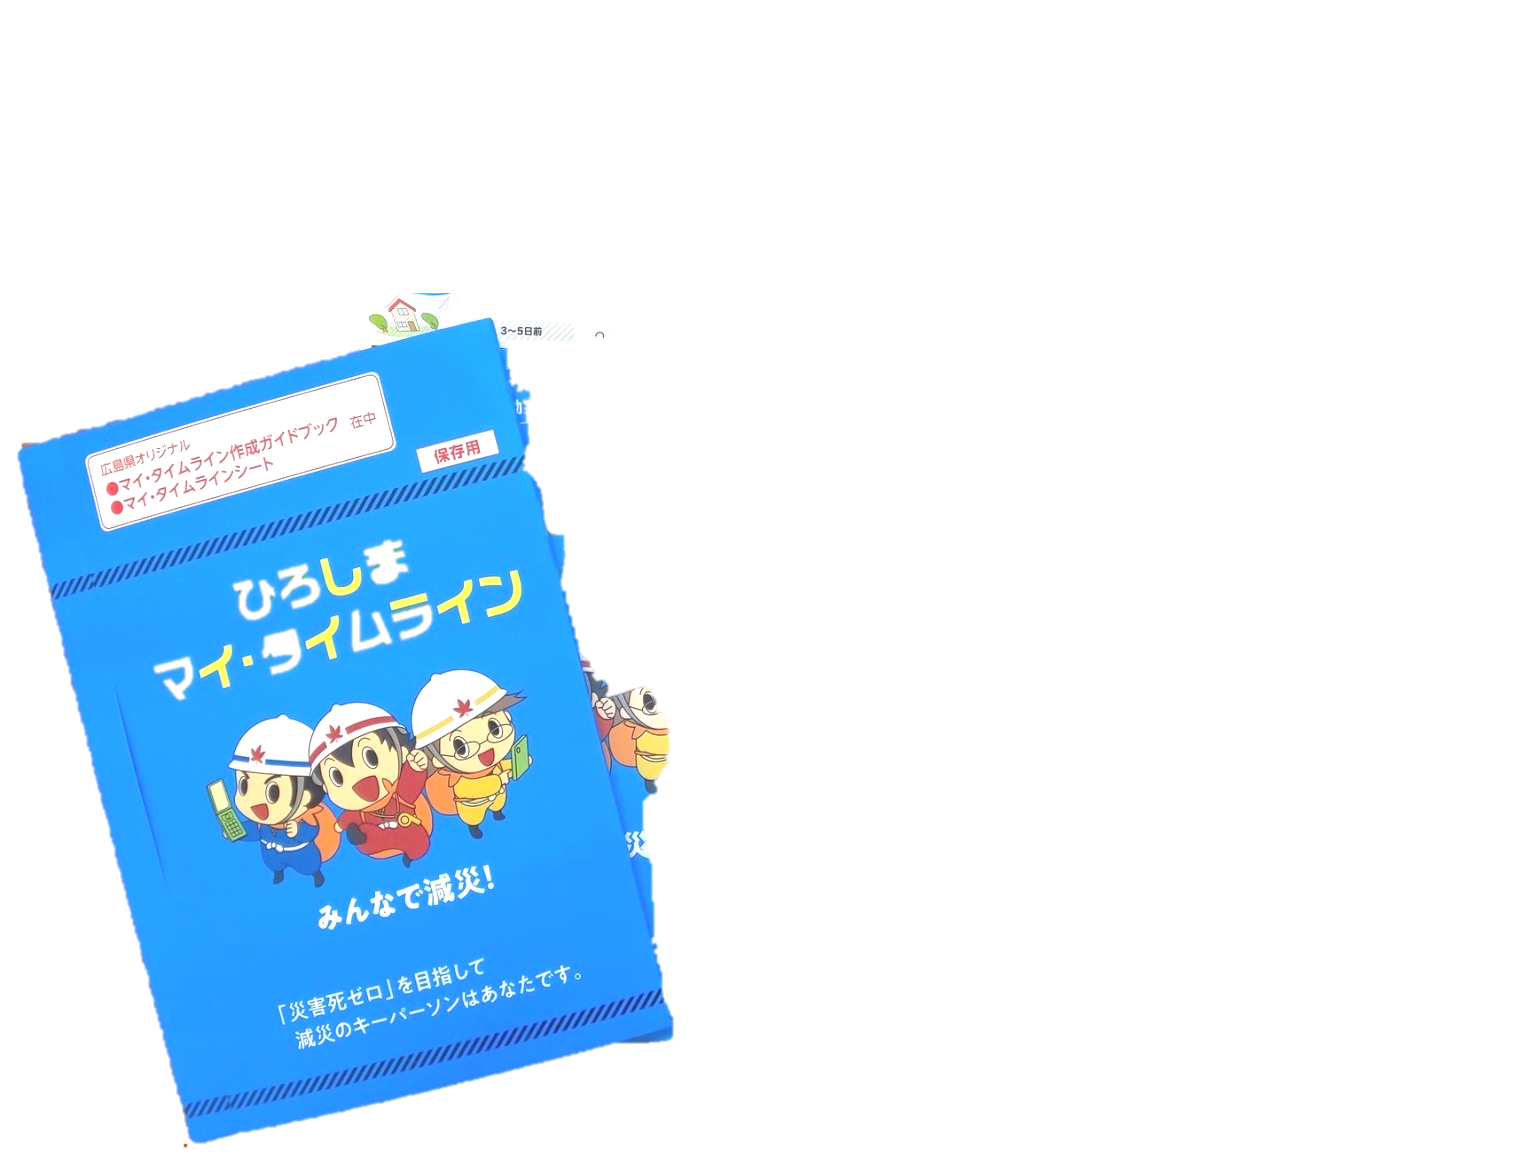 3～5日前
広島県オリジナル
●マイ・タイムライン作成ガイドブック 在中
●マイ・タイムラインシート
保存用
ひろしま
マイ・タイムライン
みんなで減災!
「災害死ゼロ」を目指して
減災のキーパーソンはあなたです。
災